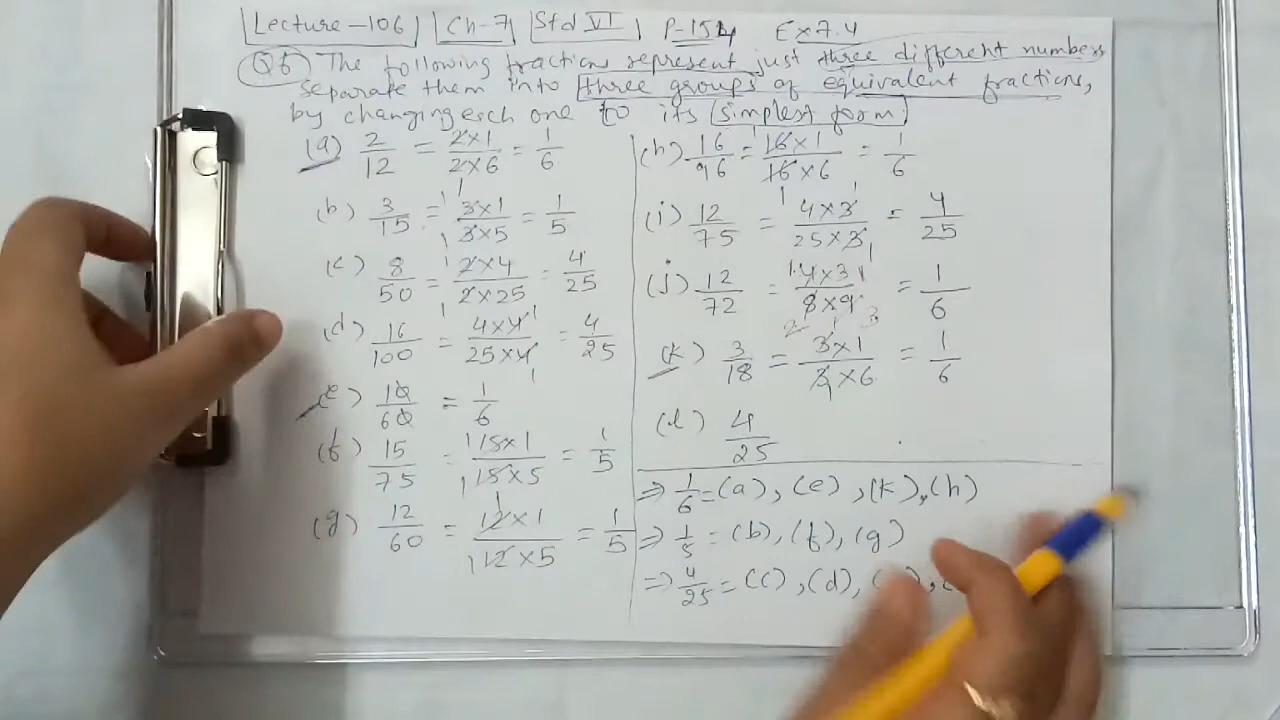 Lecture-106 Ch-7 Std VI P-154 Ex 7.4
Q6 The following fractions represent just three different numbers
separate them into three groups of equivalent fractions,
by changing each one to its simplest form
(a) 2/12 = 2×1/2×6 = 1/6
(b) 3/15 = 3×1/3×5 = 1/5
(c) 8/50 = 2×4/2×25 = 4/25
(d) 16/100 = 4×4/25×4 = 4/25
(e) 10/60 = 1/6
(f) 15/75 = 15×1/15×5 = 1/5
(g) 12/60 = 12×1/12×5 = 1/5
(h) 16/96 = 16×1/16×6 = 1/6
(i) 12/75 = 4×3/25×3 = 4/25
(j) 12/72 = 4×3/8×9 = 1/6
(k) 3/18 = 3×1/3×6 = 1/6
(l) 4/25
⇒ 1/6 = (a), (e), (k), (h)
⇒ 1/5 = (b), (f), (g)
⇒ 4/25 = (c), (d),